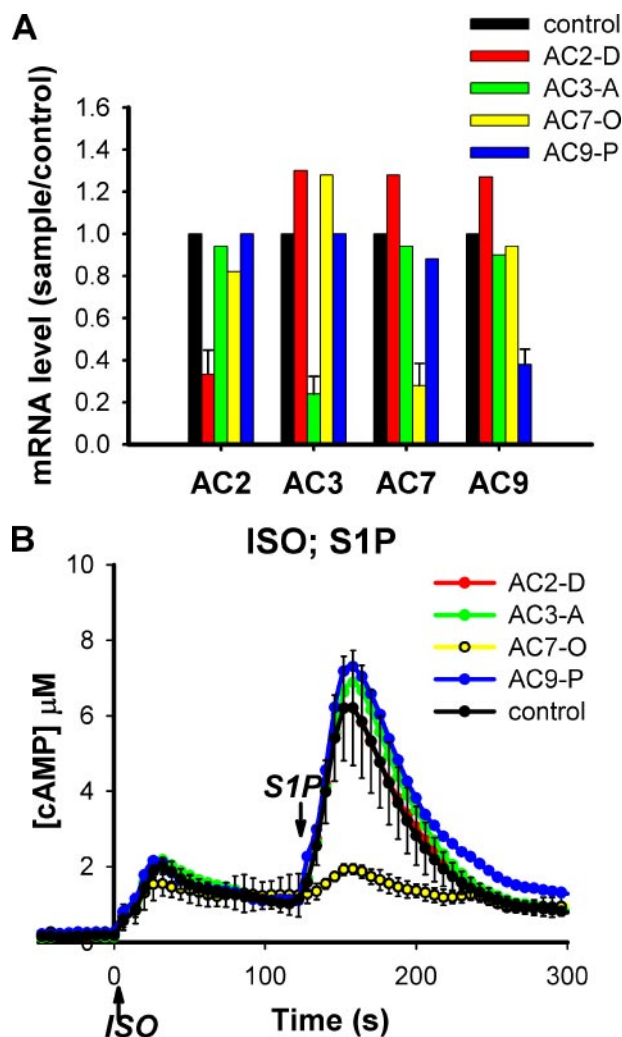 A
control
AC2-D
AC3-A
AC7-O
AC9-P
mRNA level (sample/control)
1.6
1.4
1.2
1.0
0.8
0.6
0.4
0.2
0.0
AC2 AC3 AC7 AC9
B
ISO; S1P
[cAMP] µM
10
8
6
4
2
0
AC2-D
AC3-A
AC7-O
AC9-P
control
S1P
0 100 200 300
ISO
Time (s)